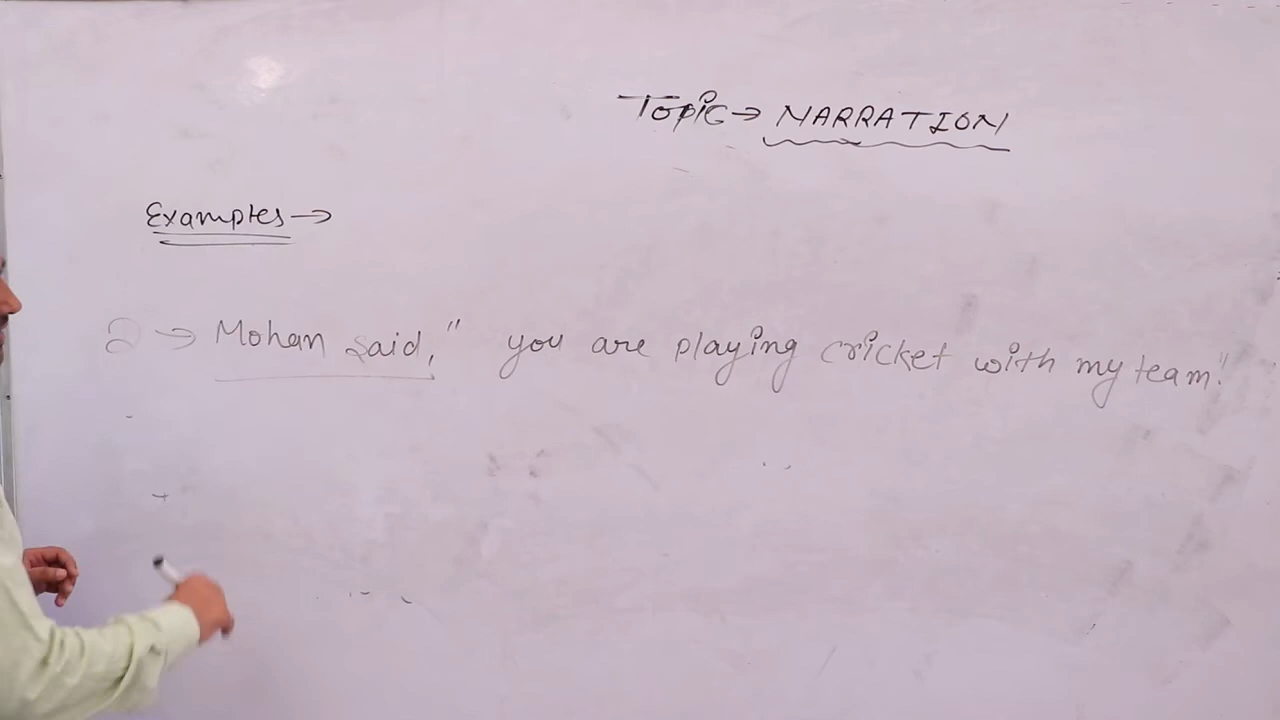 Topic → NARRATION
Examples →
2 → Mohan said," you are playing cricket with my team."